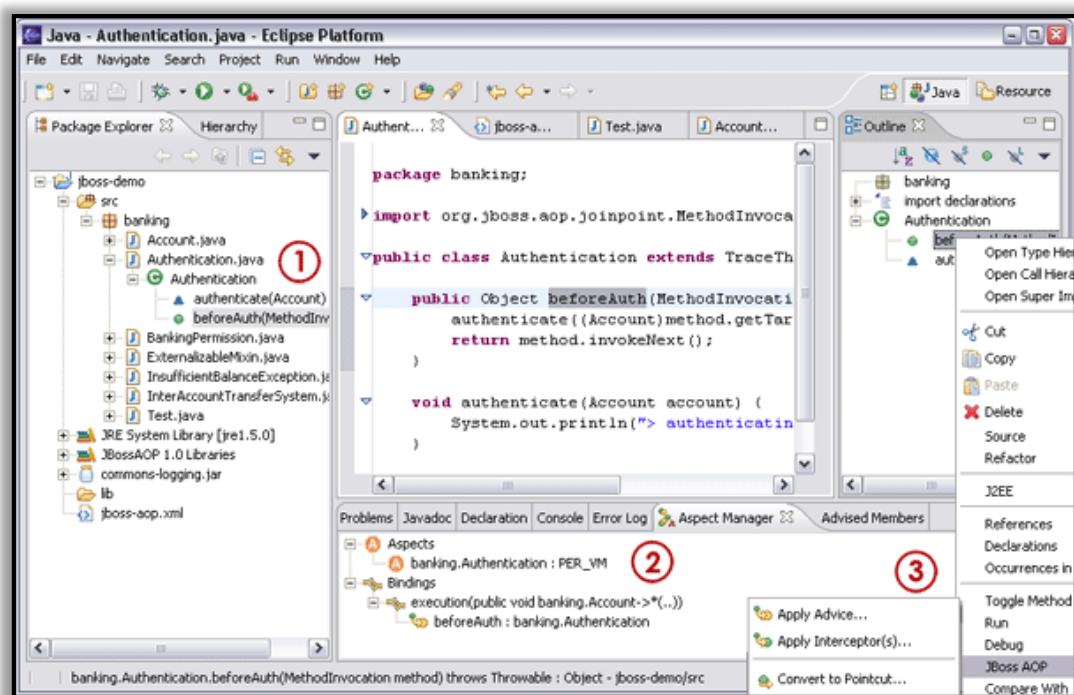 Java - Authentication.java - Eclipse Platform
File Edit Navigate Search Project Run Window Help
Java Resource
Package Explorer Hierarchy
jboss-demo
src
banking
Account.java
Authentication.java
Authentication
authenticate(Account)
beforeAuth(MethodInv
BankingPermission.java
ExternalizableMixin.java
InsufficientBalanceException.ja
InterAccountTransferSystem.ja
Test.java
JRE System Library [jre1.5.0]
JBossAOP 1.0 Libraries
commons-logging.jar
lib
jboss-aop.xml
1
Authent... jboss-a... Test.java Account...
package banking;
import org.jboss.aop.joinpoint.MethodInvoca
public class Authentication extends TraceTh
public Object beforeAuth(MethodInvocati
authenticate((Account)method.getTar
return method.invokeNext();
}
void authenticate(Account account) {
System.out.println("> authenticatin
}
Outline
banking
import declarations
Authentication
aut
Problems Javadoc Declaration Console Error Log Aspect Manager Advised Members
Aspects
banking.Authentication : PER_VM
Bindings
execution(public void banking.Account->*(..))
beforeAuth : banking.Authentication
2
3
Open Type Hier
Open Call Hiera
Open Super Im
Cut
Copy
Paste
Delete
Source
Refactor
J2EE
References
Declarations
Occurrences in
Toggle Method
Run
Debug
JBoss AOP
Compare With
Apply Advice...
Apply Interceptor(s)...
Convert to Pointcut...
banking.Authentication.beforeAuth(MethodInvocation method) throws Throwable : Object - jboss-demo/src